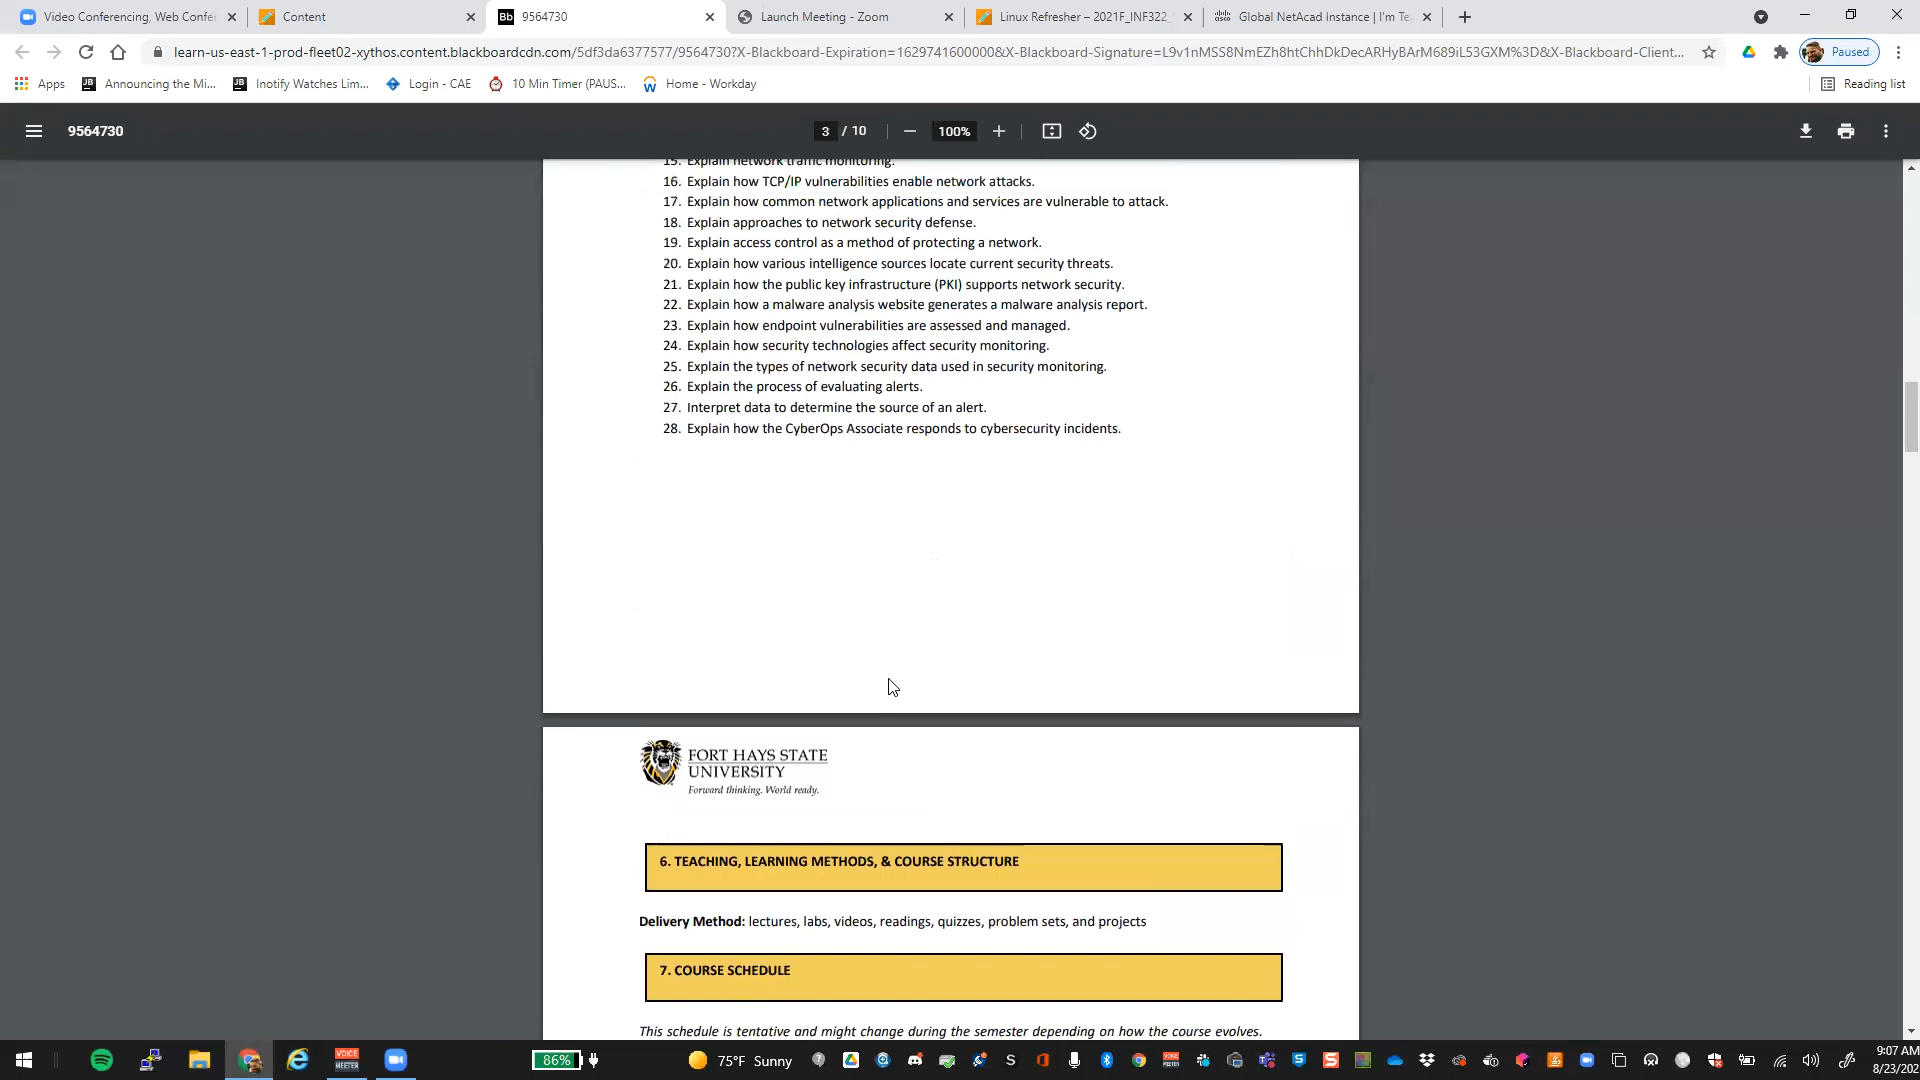 Video Conferencing, Web Confe
Content
Bb 9564730
Launch Meeting - Zoom
Linux Refresher – 2021F_INF322_
Global NetAcad Instance | I'm Te
learn-us-east-1-prod-fleet02-xythos.content.blackboardcdn.com/5df3da6377577/9564730?X-Blackboard-Expiration=1629741600000&X-Blackboard-Signature=L9v1nMSS8NmEZh8htChhDkDecARHyBArM689iL53GXM%3D&X-Blackboard-Client...
Paused
Apps
Announcing the Mi...
Inotify Watches Lim...
Login - CAE
10 Min Timer (PAUS...
Home - Workday
Reading list
9564730
3 / 10
100%
15. Explain network traffic monitoring.
16. Explain how TCP/IP vulnerabilities enable network attacks.
17. Explain how common network applications and services are vulnerable to attack.
18. Explain approaches to network security defense.
19. Explain access control as a method of protecting a network.
20. Explain how various intelligence sources locate current security threats.
21. Explain how the public key infrastructure (PKI) supports network security.
22. Explain how a malware analysis website generates a malware analysis report.
23. Explain how endpoint vulnerabilities are assessed and managed.
24. Explain how security technologies affect security monitoring.
25. Explain the types of network security data used in security monitoring.
26. Explain the process of evaluating alerts.
27. Interpret data to determine the source of an alert.
28. Explain how the CyberOps Associate responds to cybersecurity incidents.
FORT HAYS STATE
UNIVERSITY
Forward thinking. World ready.
6. TEACHING, LEARNING METHODS, & COURSE STRUCTURE
Delivery Method: lectures, labs, videos, readings, quizzes, problem sets, and projects
7. COURSE SCHEDULE
This schedule is tentative and might change during the semester depending on how the course evolves.
VOICE
MEETER
86%
75°F Sunny
9:07 AM
8/23/202